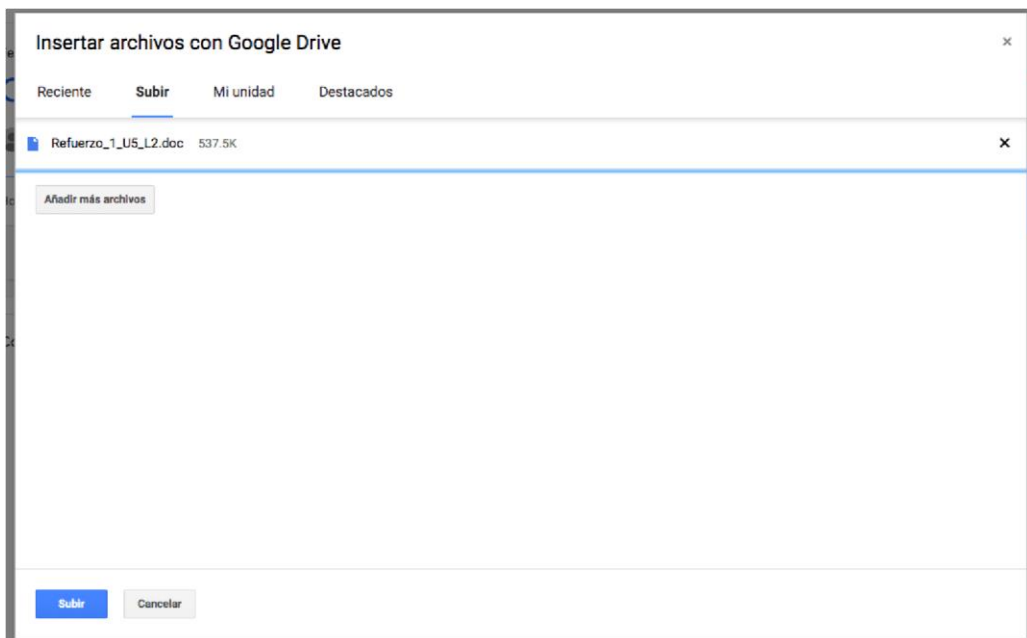 Insertar archivos con Google Drive ×
Reciente Subir Mi unidad Destacados
Refuerzo_1_U5_L2.doc 537.5K ×
Añadir más archivos
Subir Cancelar